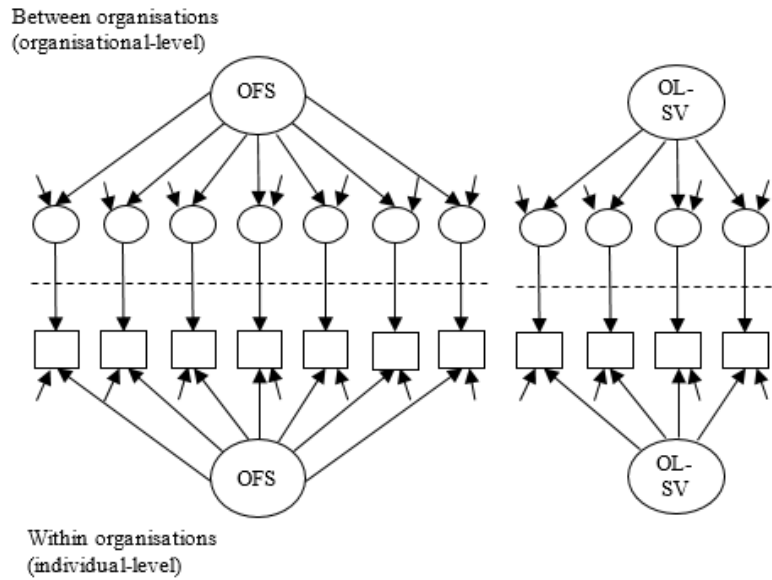 Between organisations
(organisational-level)
OFS
OL-
SV
OFS
OL-
SV
Within organisations
(individual-level)